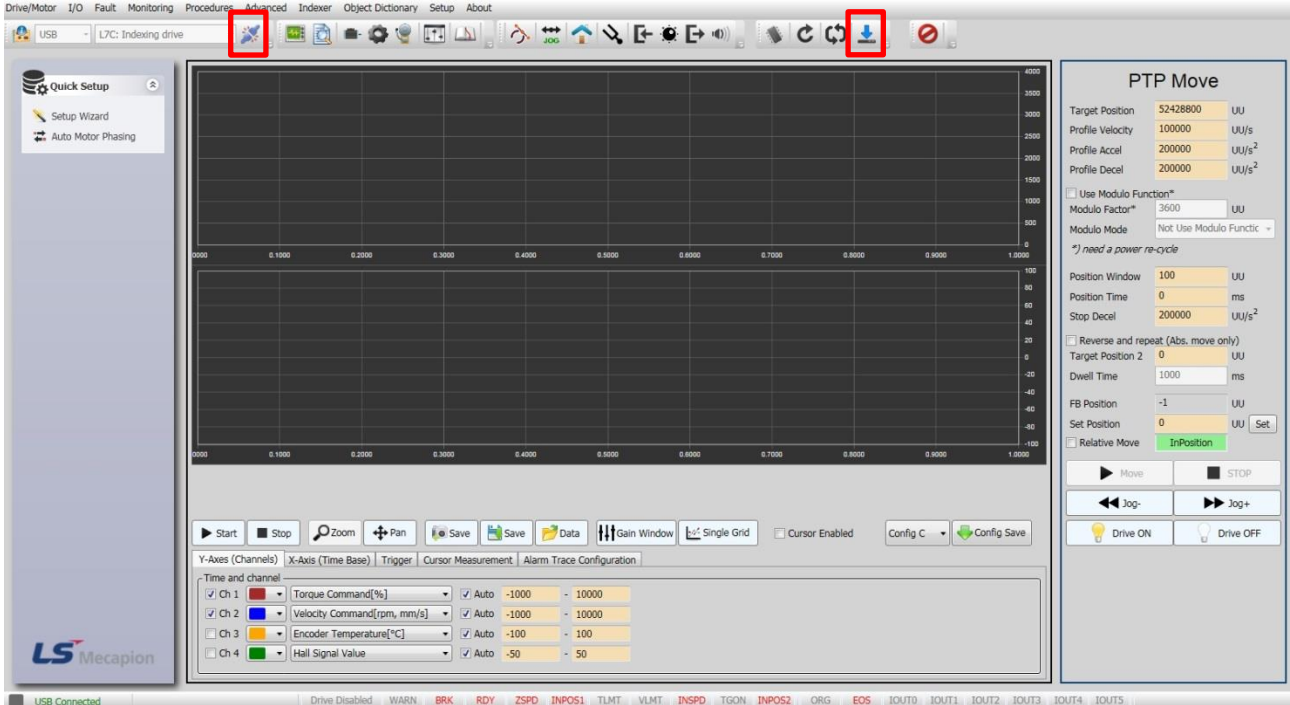 Drive/Motor I/O Fault Monitoring Procedures Advanced Indexer Object Dictionary Setup About
USB L7C: Indexing drive
JOG
Quick Setup
Setup Wizard
Auto Motor Phasing
LS Mecapion
4000
3500
3000
2500
2000
1500
1000
500
0
0000 0.1000 0.2000 0.3000 0.4000 0.5000 0.6000 0.7000 0.8000 0.9000 1.0000
100
80
60
40
20
0
-20
-40
-60
-80
-100
0000 0.1000 0.2000 0.3000 0.4000 0.5000 0.6000 0.7000 0.8000 0.9000 1.0000
Start Stop Zoom Pan Save Save Data Gain Window Single Grid Cursor Enabled Config C Config Save
Y-Axes (Channels) X-Axis (Time Base) Trigger Cursor Measurement Alarm Trace Configuration
Time and channel
Ch 1 Torque Command[%] Auto -1000 - 10000
Ch 2 Velocity Command[rpm, mm/s] Auto -1000 - 10000
Ch 3 Encoder Temperature[°C] Auto -100 - 100
Ch 4 Hall Signal Value Auto -50 - 50
PTP Move
Target Position 52428800 UU
Profile Velocity 100000 UU/s
Profile Accel 200000 UU/s²
Profile Decel 200000 UU/s²
Use Modulo Function*
Modulo Factor* 3600 UU
Modulo Mode Not Use Modulo Functic
*) need a power re-cycle
Position Window 100 UU
Position Time 0 ms
Stop Decel 200000 UU/s²
Reverse and repeat (Abs. move only)
Target Position 2 0 UU
Dwell Time 1000 ms
FB Position -1 UU
Set Position 0 UU Set
Relative Move InPosition
Move STOP
Jog- Jog+
Drive ON Drive OFF
USB Connected Drive Disabled WARN BRK RDY ZSPD INPOS1 TLMT VLMT INSPD TGON INPOS2 ORG EOS IOUT0 IOUT1 IOUT2 IOUT3 IOUT4 IOUT5